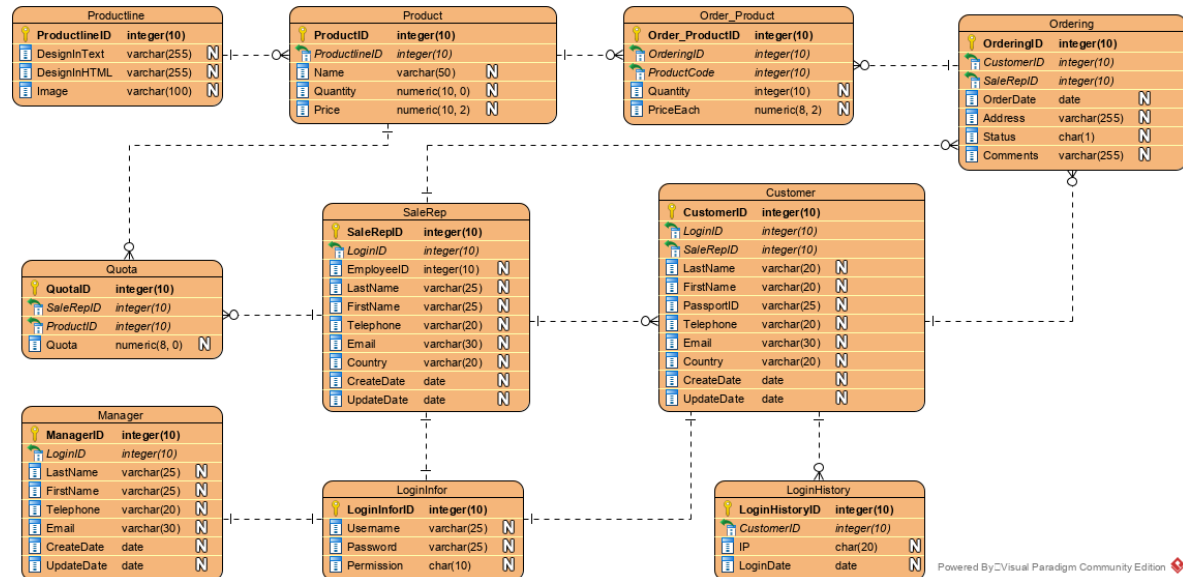 Productline
ProductlineID integer(10)
DesignInText varchar(255) N
DesignInHTML varchar(255) N
Image varchar(100) N
Product
ProductID integer(10)
ProductlineID integer(10)
Name varchar(50) N
Quantity numeric(10, 0) N
Price numeric(10, 2) N
Order_Product
Order_ProductID integer(10)
OrderingID integer(10)
ProductCode integer(10)
Quantity integer(10) N
PriceEach numeric(8, 2) N
Ordering
OrderingID integer(10)
CustomerID integer(10)
SaleRepID integer(10)
OrderDate date N
Address varchar(255) N
Status char(1) N
Comments varchar(255) N
Quota
QuotaID integer(10)
SaleRepID integer(10)
ProductID integer(10)
Quota numeric(8, 0) N
SaleRep
SaleRepID integer(10)
LoginID integer(10)
EmployeeID integer(10) N
LastName varchar(25) N
FirstName varchar(25) N
Telephone varchar(20) N
Email varchar(30) N
Country varchar(20) N
CreateDate date N
UpdateDate date N
Customer
CustomerID integer(10)
LoginID integer(10)
SaleRepID integer(10)
LastName varchar(20) N
FirstName varchar(20) N
PassportID varchar(25) N
Telephone varchar(20) N
Email varchar(30) N
Country varchar(20) N
CreateDate date N
UpdateDate date N
Manager
ManagerID integer(10)
LoginID integer(10)
LastName varchar(25) N
FirstName varchar(25) N
Telephone varchar(20) N
Email varchar(30) N
CreateDate date N
UpdateDate date N
LoginInfor
LoginInforID integer(10)
Username varchar(25) N
Password varchar(25) N
Permission char(10) N
LoginHistory
LoginHistoryID integer(10)
CustomerID integer(10)
IP char(20) N
LoginDate date N
Powered By Visual Paradigm Community Edition